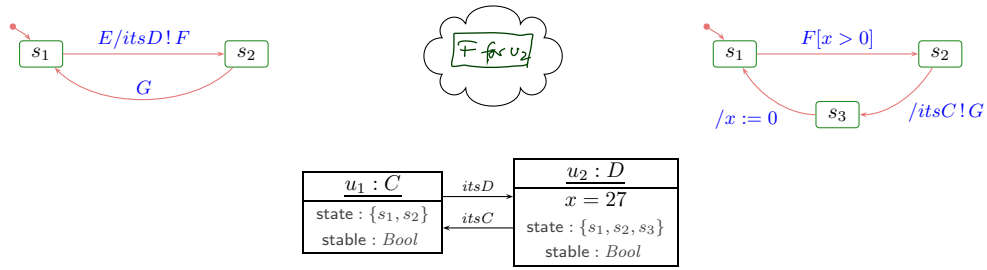 E/itsD ! F
s₁
s₂
G
F for u₂
F[x > 0]
s₁
s₂
s₃
/x := 0
/itsC ! G
u₁ : C
state : {s₁, s₂}
stable : Bool
itsD
itsC
u₂ : D
x = 27
state : {s₁, s₂, s₃}
stable : Bool